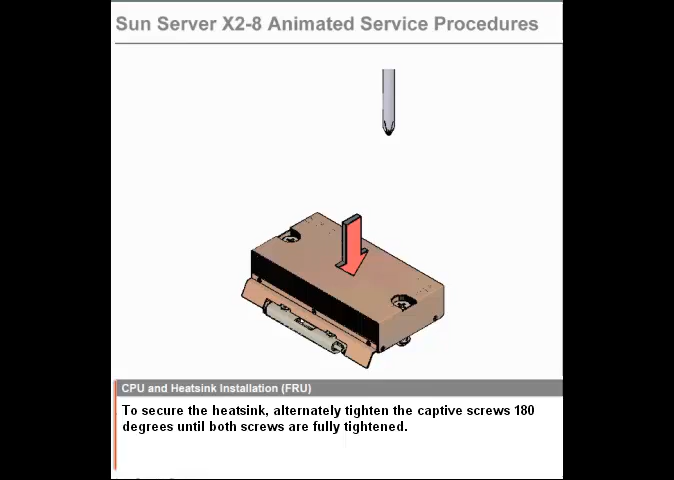 Sun Server X2-8 Animated Service Procedures
CPU and Heatsink Installation (FRU)
To secure the heatsink, alternately tighten the captive screws 180
degrees until both screws are fully tightened.